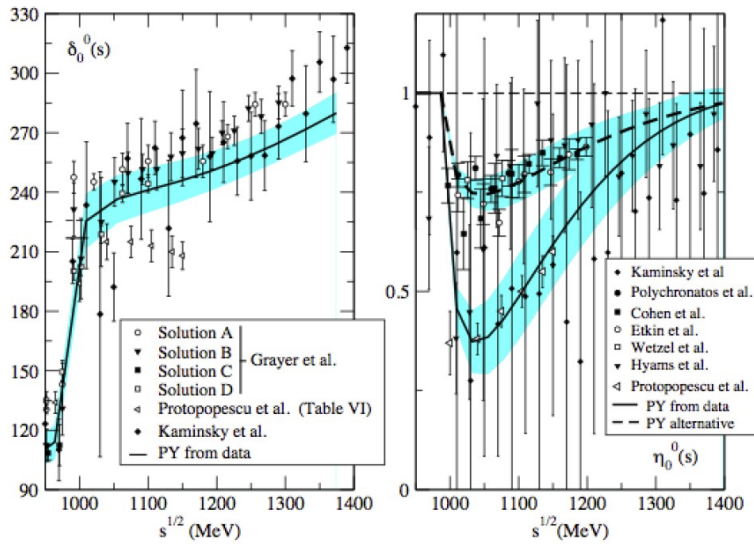 330
300
270
240
210
180
150
120
90
δ₀⁰(s)
Solution A
Solution B
Solution C
Solution D
Grayer et al.
Protopopescu et al. (Table VI)
Kaminsky et al.
PY from data
1000
1100
1200
1300
1400
s^{1/2} (MeV)
1
0.5
0
Kaminsky et al
Polychronatos et al.
Cohen et al.
Etkin et al.
Wetzel et al.
Hyams et al.
Protopopescu et al.
PY from data
PY alternative
η₀⁰(s)
1000
1100
1200
1300
1400
s^{1/2} (MeV)